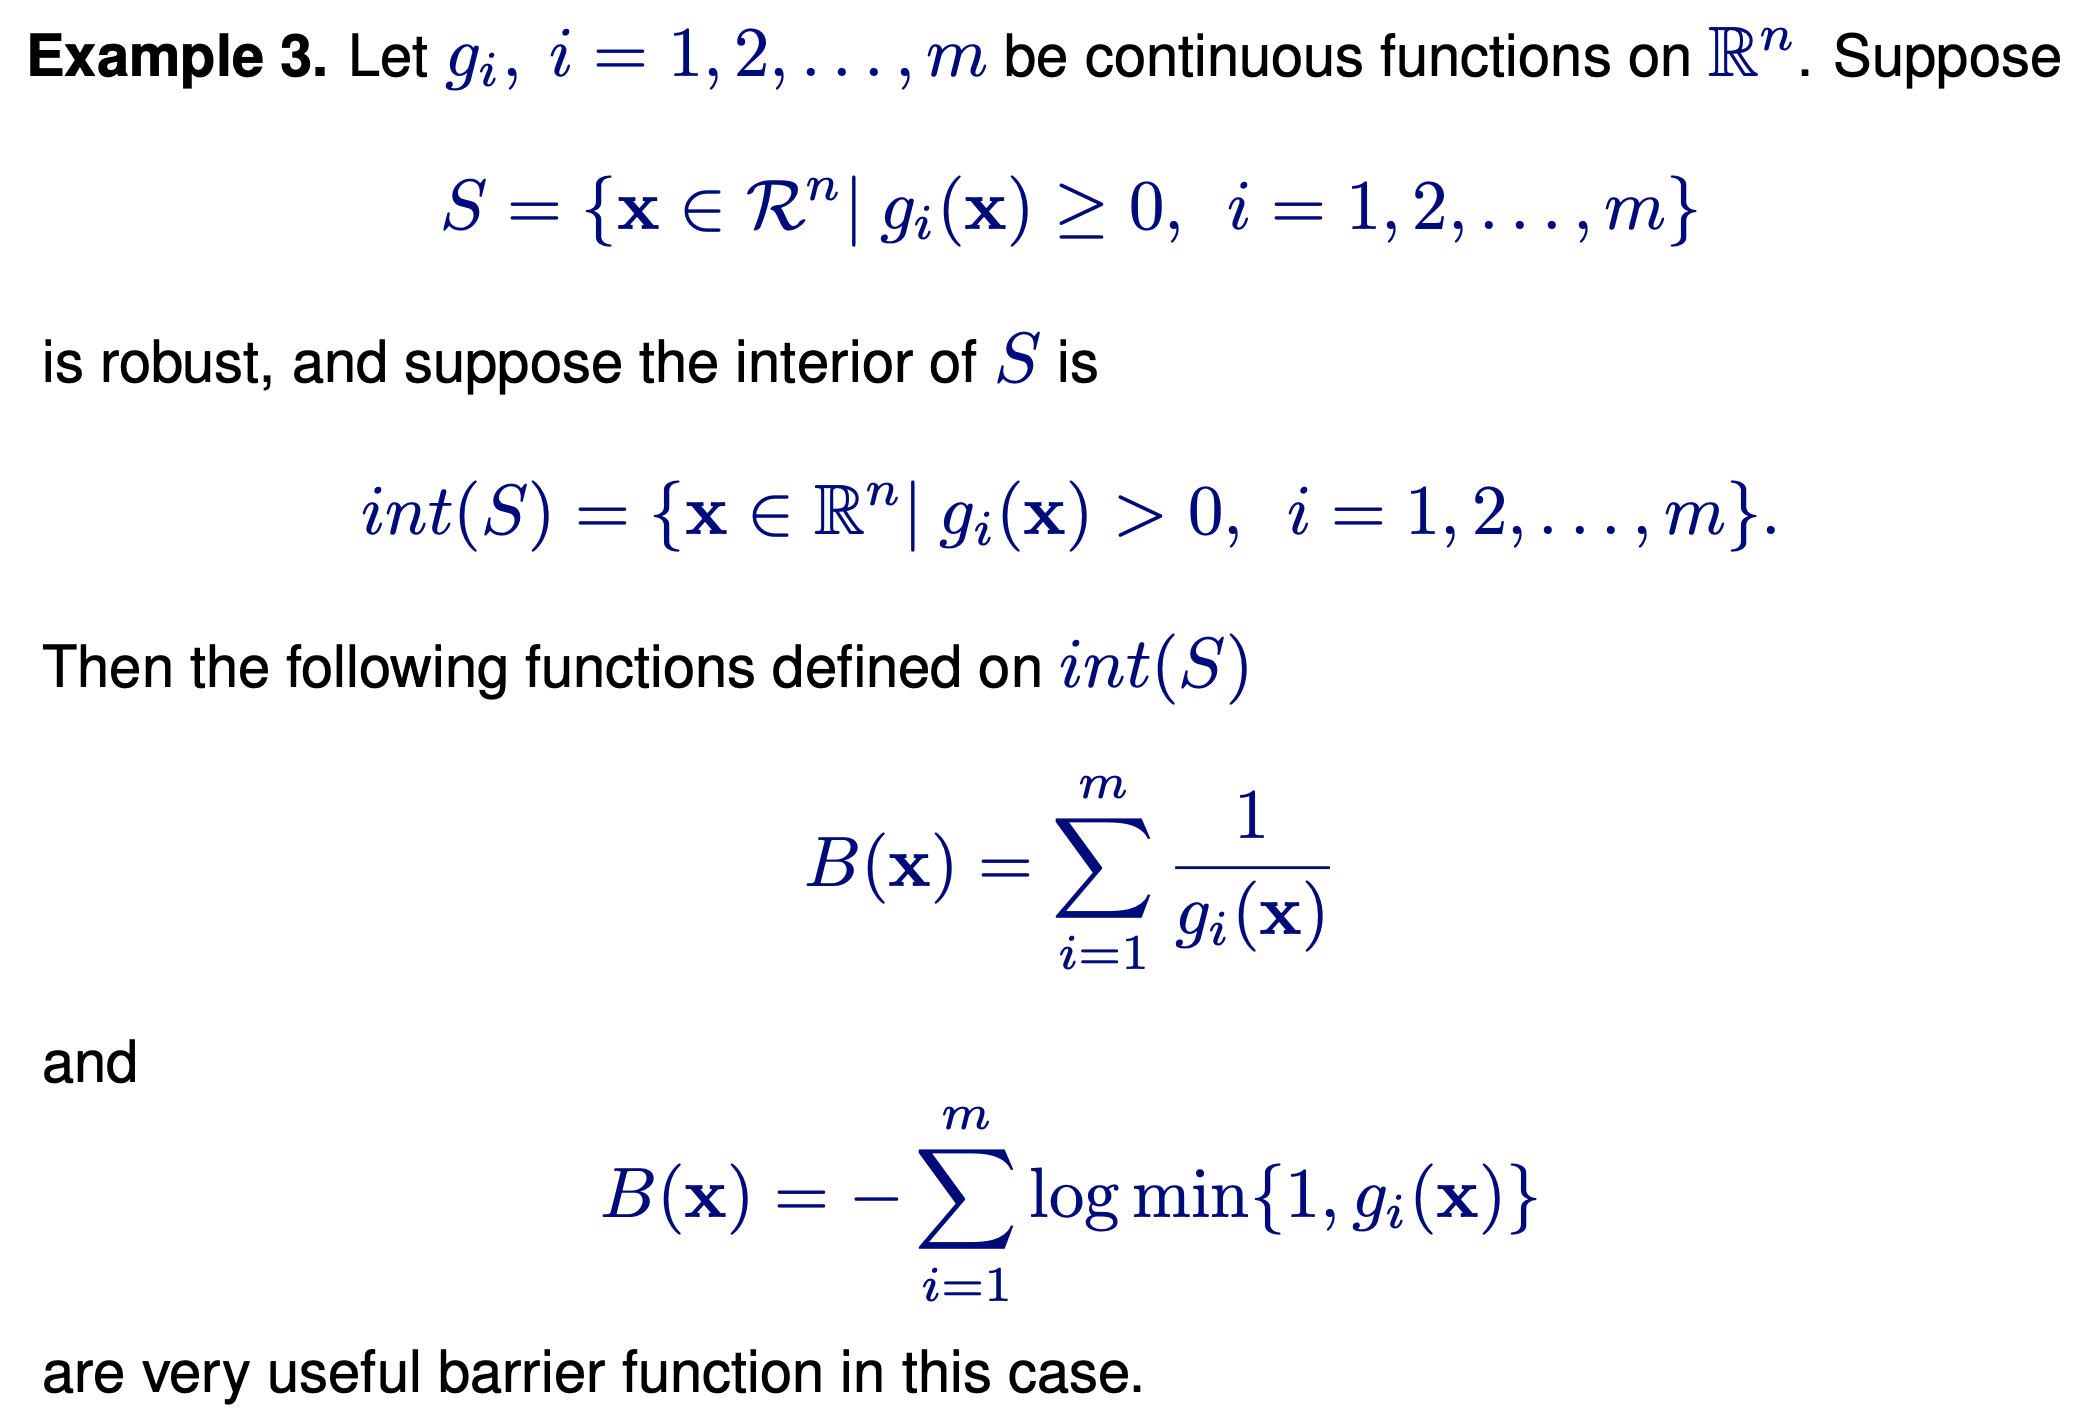 Example 3. Let $g_i,\ i = 1, 2, \ldots, m$ be continuous functions on $\mathbb{R}^n$. Suppose
$S = \{\mathbf{x} \in \mathcal{R}^n |\ g_i(\mathbf{x}) \geq 0,\ \ i = 1, 2, \ldots, m\}$
is robust, and suppose the interior of $S$ is
$int(S) = \{\mathbf{x} \in \mathbb{R}^n |\ g_i(\mathbf{x}) > 0,\ \ i = 1, 2, \ldots, m\}.$
Then the following functions defined on $int(S)$
$B(\mathbf{x}) = \sum_{i=1}^{m} \frac{1}{g_i(\mathbf{x})}$
and
$B(\mathbf{x}) = -\sum_{i=1}^{m} \log \min\{1, g_i(\mathbf{x})\}$
are very useful barrier function in this case.